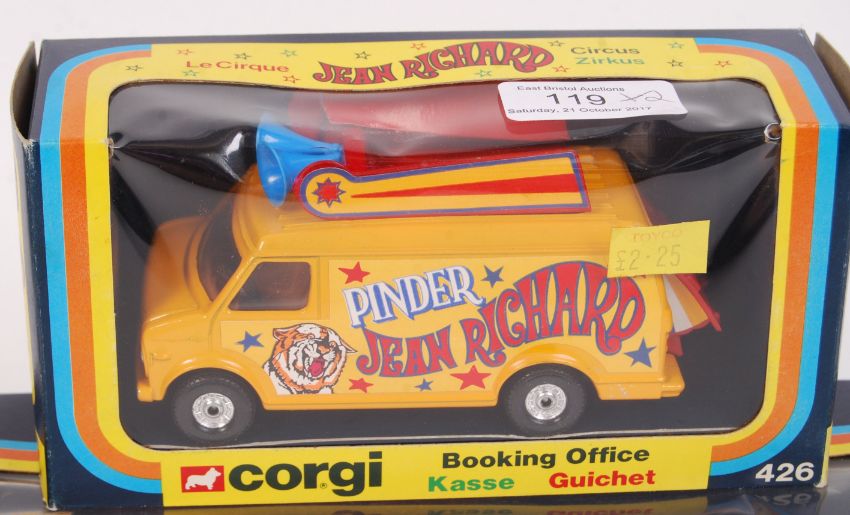 Le Cirque JEAN RICHARD Circus
Zirkus
East Bristol Auctions
119
Saturday, 21 October 2017
TOYCO
£2.25
PINDER
JEAN RICHARD
corgi
Booking Office
Kasse Guichet
426